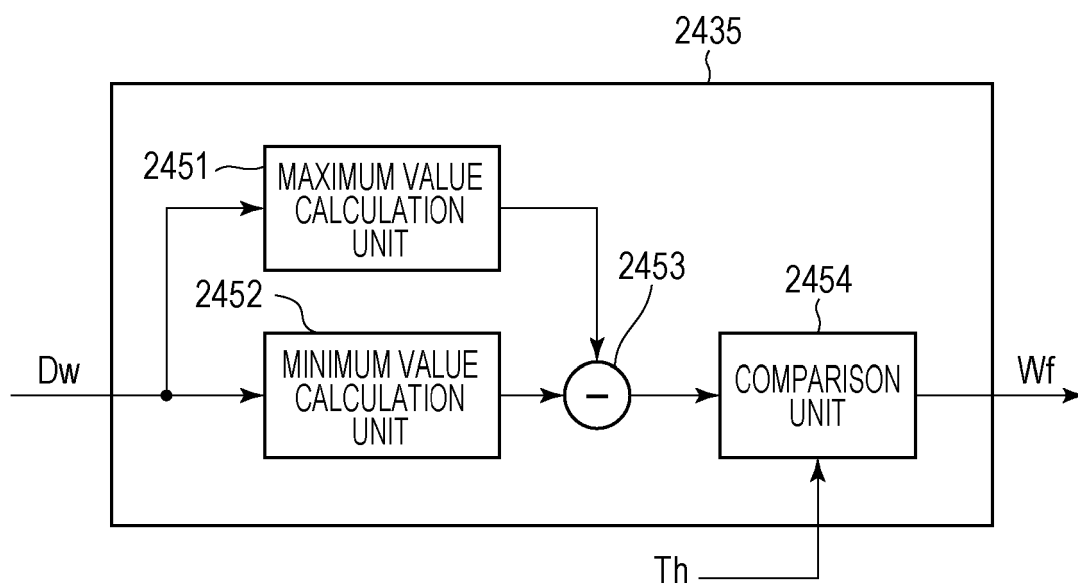 2435
2451
MAXIMUM VALUE
CALCULATION
UNIT
2453
2452
2454
Dw
MINIMUM VALUE
CALCULATION
UNIT
−
COMPARISON
UNIT
Wf
Th